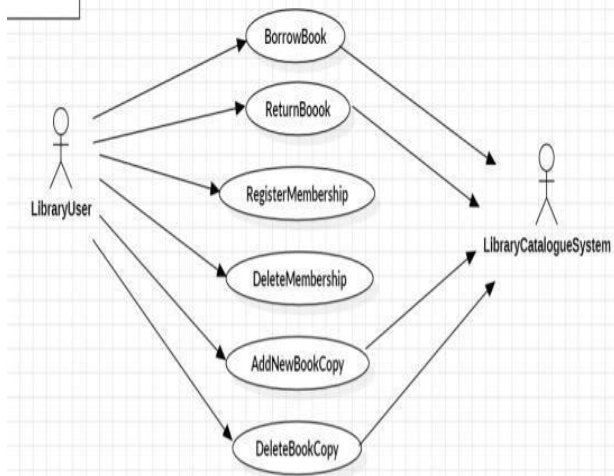 BorrowBook
ReturnBoook
LibraryUser
RegisterMembership
LibraryCatalogueSystem
DeleteMembership
AddNewBookCopy
DeleteBookCopy